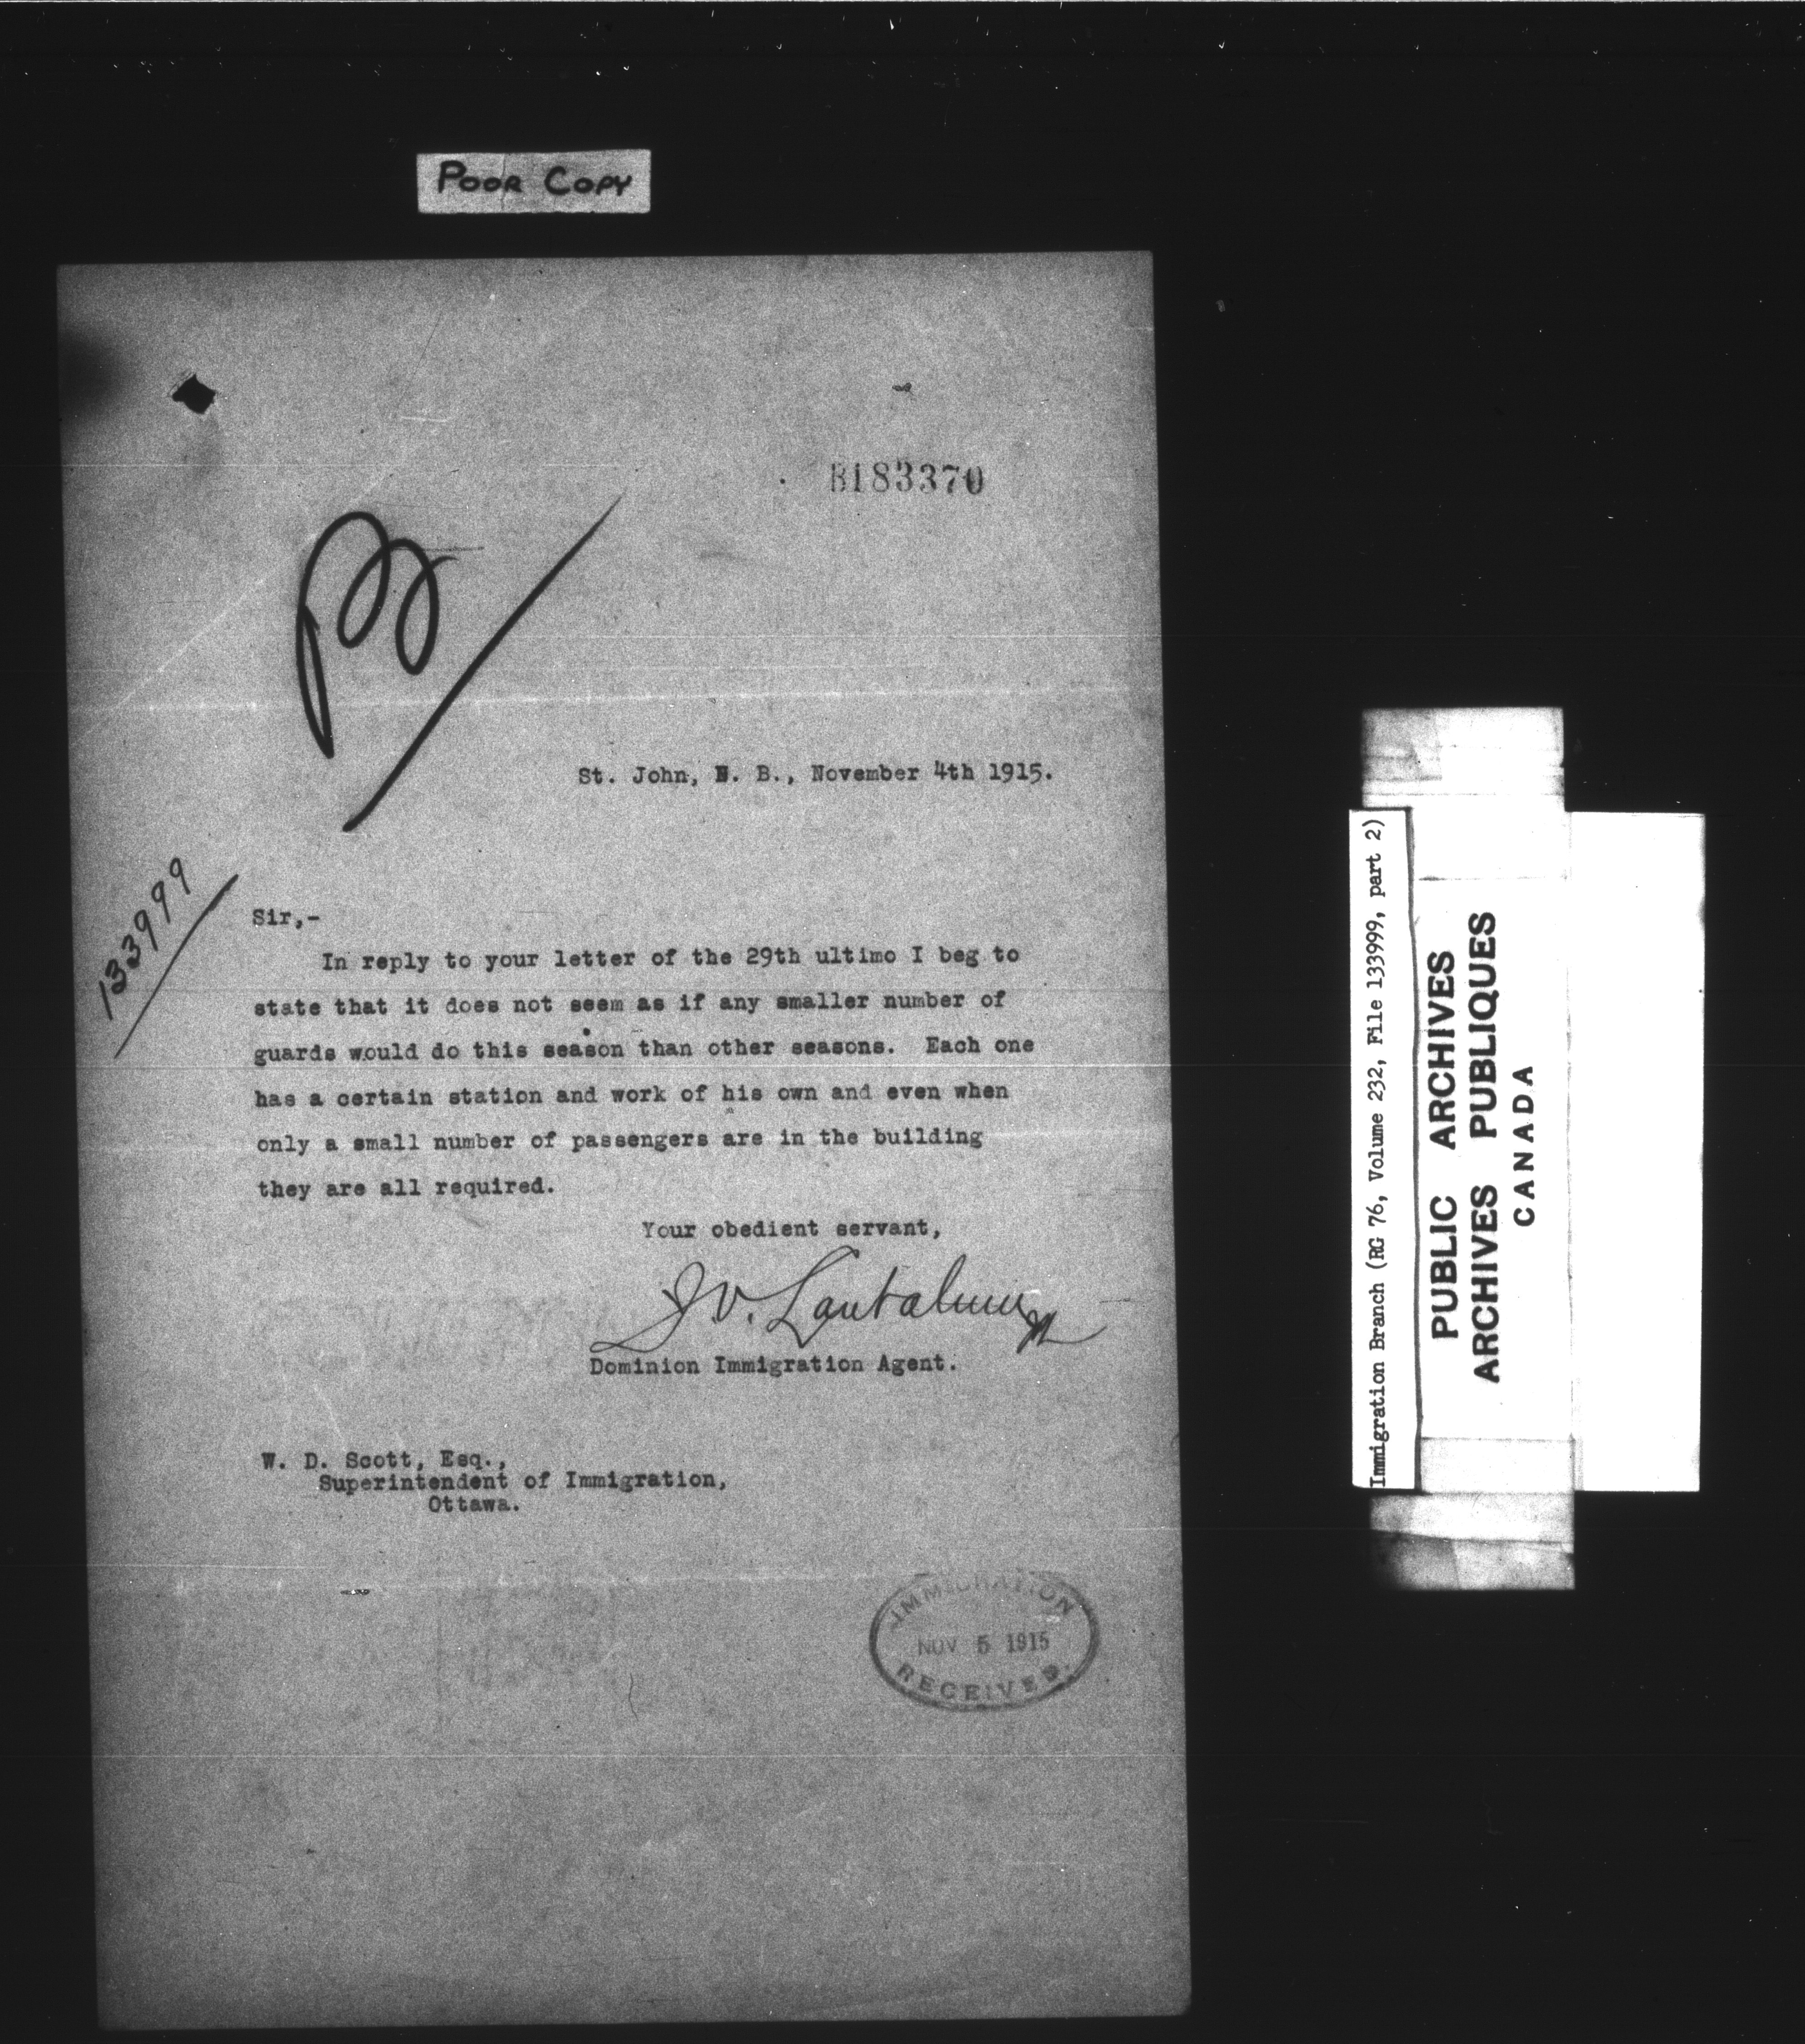 POOR COPY
B183370
B
St. John, N. B., November 4th 1915.
133999
Sir,-
In reply to your letter of the 29th ultimo I beg to
state that it does not seem as if any smaller number of
guards would do this season than other seasons. Each one
has a certain station and work of his own and even when
only a small number of passengers are in the building
they are all required.
Your obedient servant,
J.V. Lantalum
Dominion Immigration Agent.
W. D. Scott, Esq.,
Superintendent of Immigration,
Ottawa.
IMMIGRATION
NOV 5 1915
RECEIVED.
Immigration Branch (RG 76, Volume 232, File 133999, part 2)
PUBLIC ARCHIVES
ARCHIVES PUBLIQUES
CANADA